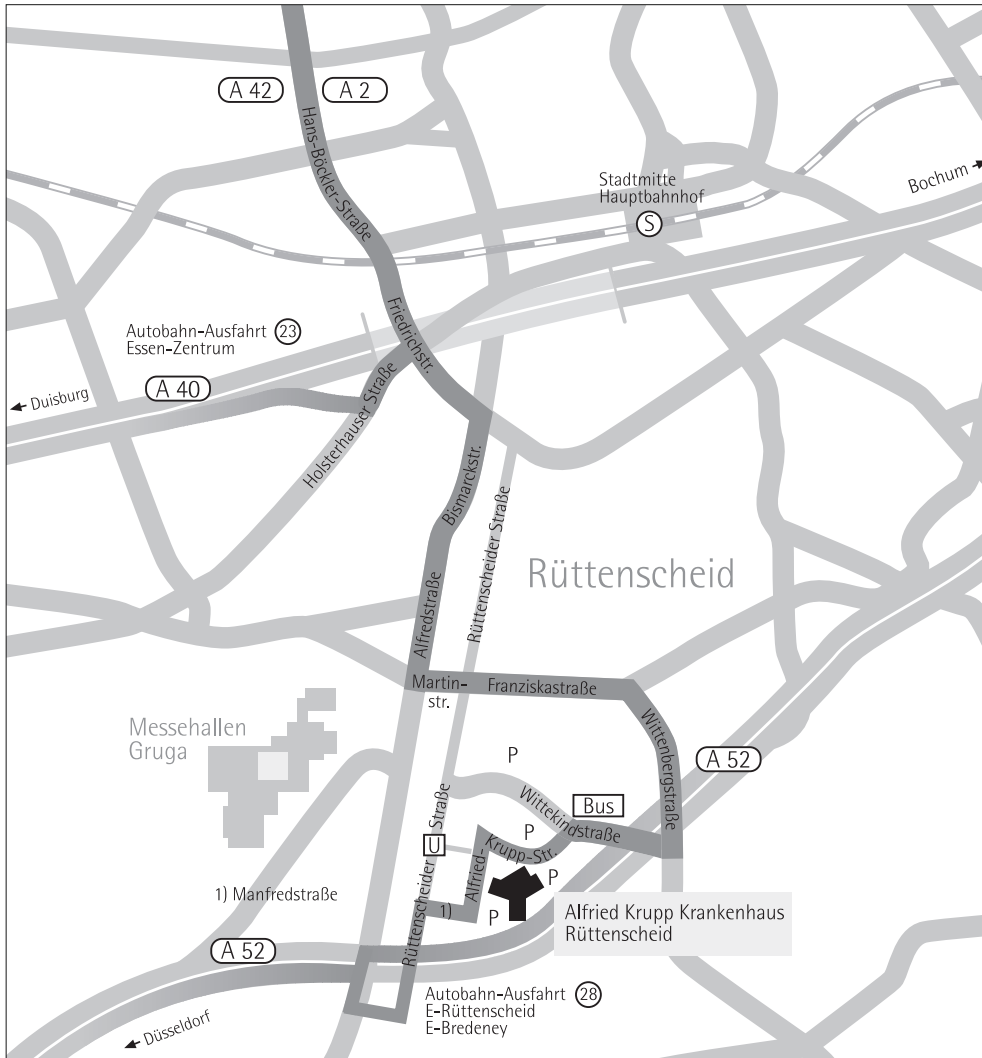 A 42
A 2
Hans-Böckler-Straße
Stadtmitte
Hauptbahnhof
S
Bochum
Autobahn-Ausfahrt 23
Essen-Zentrum
Friedrichstr.
A 40
Duisburg
Holsterhauser Straße
Bismarckstr.
Rüttenscheider Straße
Rüttenscheid
Alfredstraße
Martin-
str.
Franziskastraße
Wittenbergstraße
Messehallen
Gruga
A 52
P
Bus
Wittekindstraße
P
Krupp-Str.
U
Rüttenscheider Straße
Alfried-
P
1) Manfredstraße
1)
P
Alfried Krupp Krankenhaus
Rüttenscheid
A 52
Autobahn-Ausfahrt 28
E-Rüttenscheid
E-Bredeney
Düsseldorf